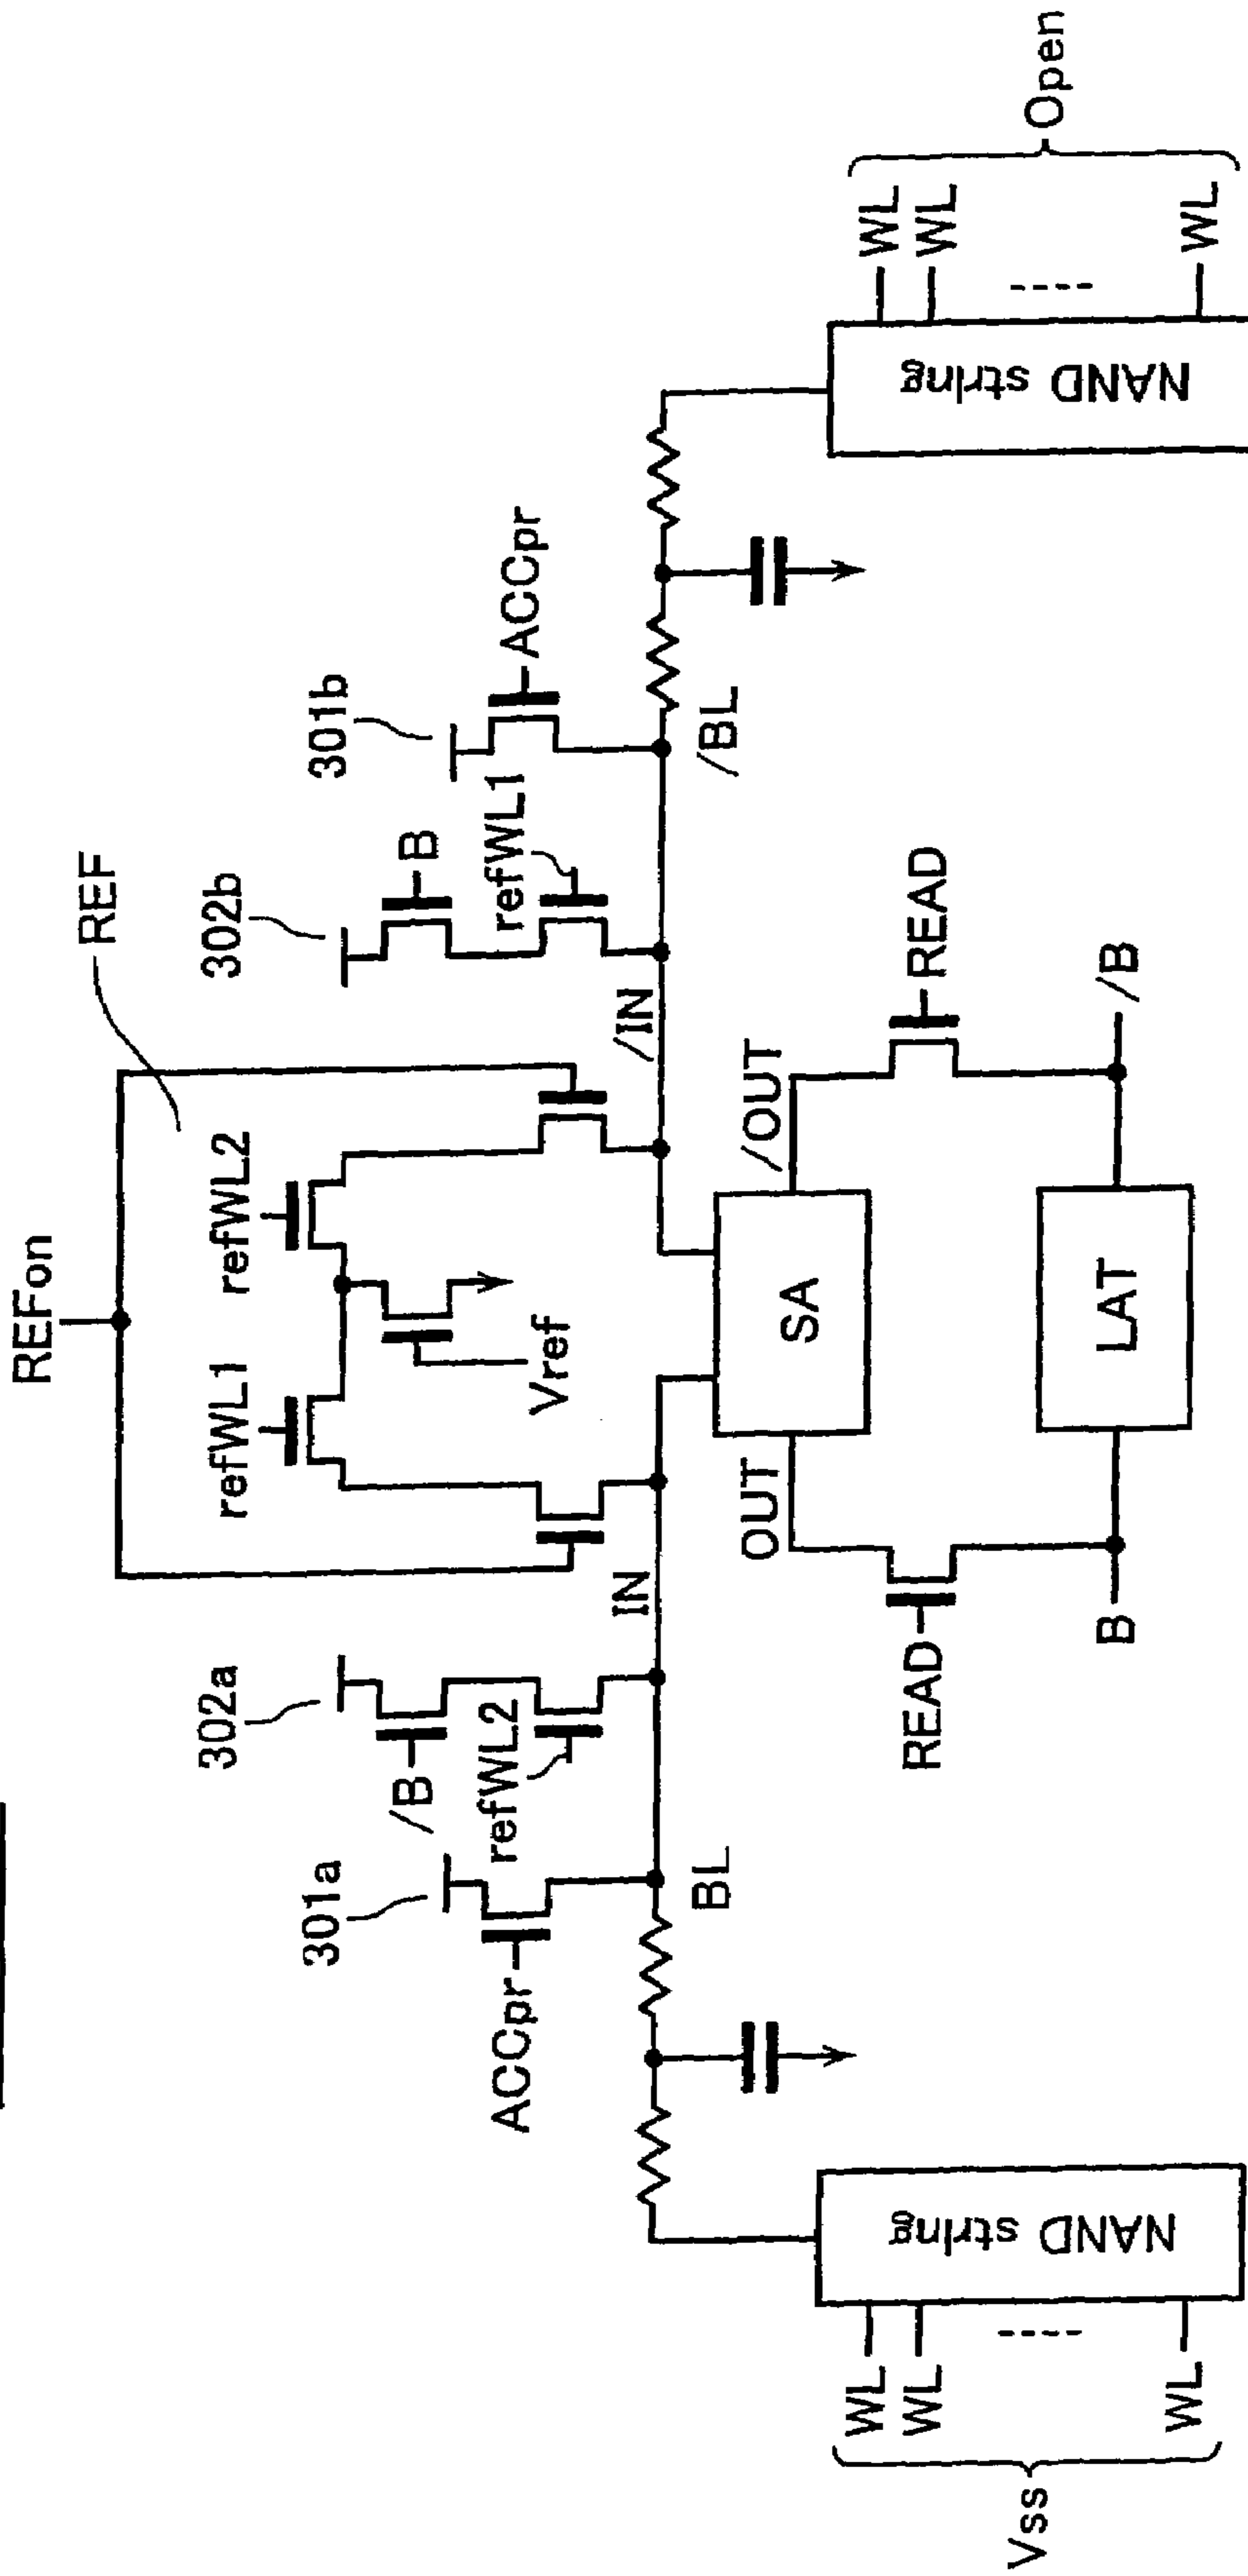 REFon
REF
refWL1
refWL2
Vref
302a
/B
refWL2
301a
ACCpr
302b
B
refWL1
301b
ACCpr
IN
/IN
BL
/BL
SA
OUT
/OUT
READ
READ
LAT
B
/B
NAND string
WL
WL
WL
Vss
NAND string
WL
WL
WL
Open